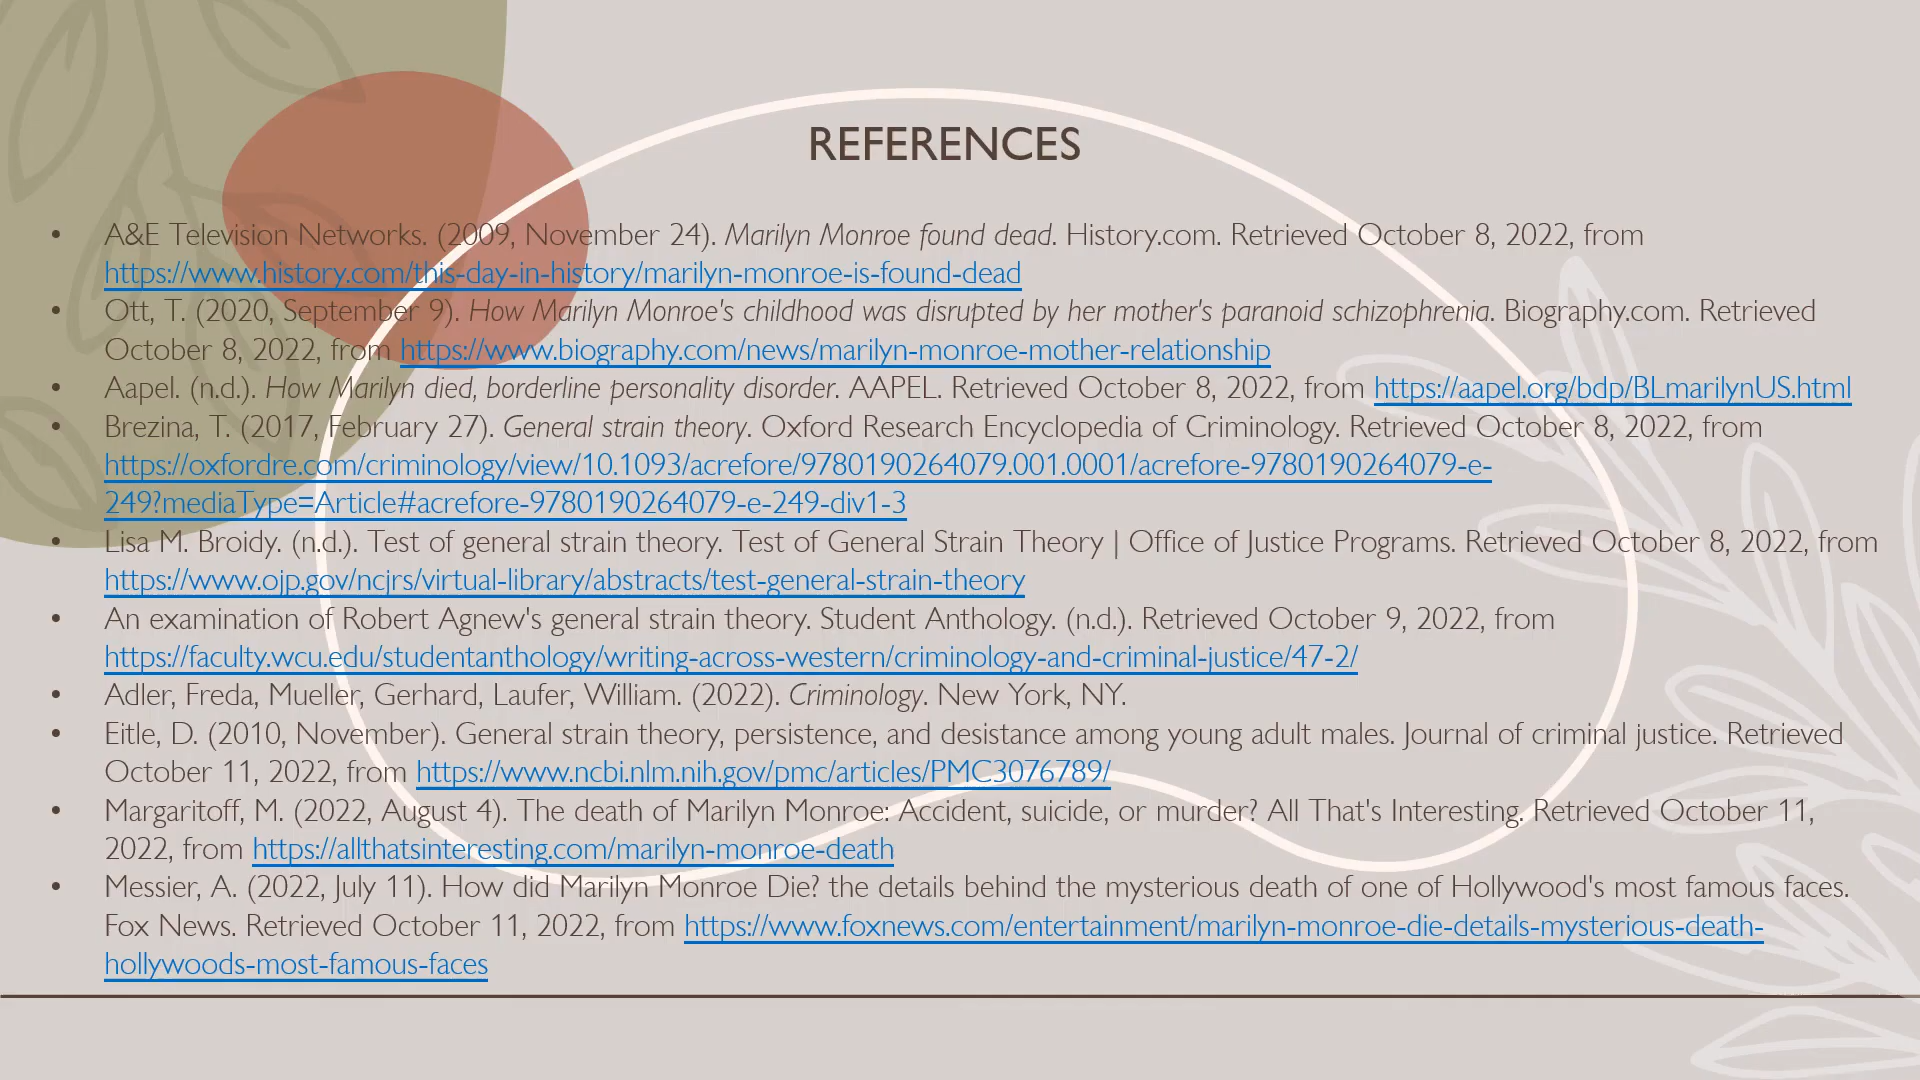 REFERENCES
• A&E Television Networks. (2009, November 24). Marilyn Monroe found dead. History.com. Retrieved October 8, 2022, from
https://www.history.com/this-day-in-history/marilyn-monroe-is-found-dead
• Ott, T. (2020, September 9). How Marilyn Monroe's childhood was disrupted by her mother's paranoid schizophrenia. Biography.com. Retrieved
October 8, 2022, from https://www.biography.com/news/marilyn-monroe-mother-relationship
• Aapel. (n.d.). How Marilyn died, borderline personality disorder. AAPEL. Retrieved October 8, 2022, from https://aapel.org/bdp/BLmarilynUS.html
• Brezina, T. (2017, February 27). General strain theory. Oxford Research Encyclopedia of Criminology. Retrieved October 8, 2022, from
https://oxfordre.com/criminology/view/10.1093/acrefore/9780190264079.001.0001/acrefore-9780190264079-e-
249?mediaType=Article#acrefore-9780190264079-e-249-div1-3
• Lisa M. Broidy. (n.d.). Test of general strain theory. Test of General Strain Theory | Office of Justice Programs. Retrieved October 8, 2022, from
https://www.ojp.gov/ncjrs/virtual-library/abstracts/test-general-strain-theory
• An examination of Robert Agnew's general strain theory. Student Anthology. (n.d.). Retrieved October 9, 2022, from
https://faculty.wcu.edu/studentanthology/writing-across-western/criminology-and-criminal-justice/47-2/
• Adler, Freda, Mueller, Gerhard, Laufer, William. (2022). Criminology. New York, NY.
• Eitle, D. (2010, November). General strain theory, persistence, and desistance among young adult males. Journal of criminal justice. Retrieved
October 11, 2022, from https://www.ncbi.nlm.nih.gov/pmc/articles/PMC3076789/
• Margaritoff, M. (2022, August 4). The death of Marilyn Monroe: Accident, suicide, or murder? All That's Interesting. Retrieved October 11,
2022, from https://allthatsinteresting.com/marilyn-monroe-death
• Messier, A. (2022, July 11). How did Marilyn Monroe Die? the details behind the mysterious death of one of Hollywood's most famous faces.
Fox News. Retrieved October 11, 2022, from https://www.foxnews.com/entertainment/marilyn-monroe-die-details-mysterious-death-
hollywoods-most-famous-faces